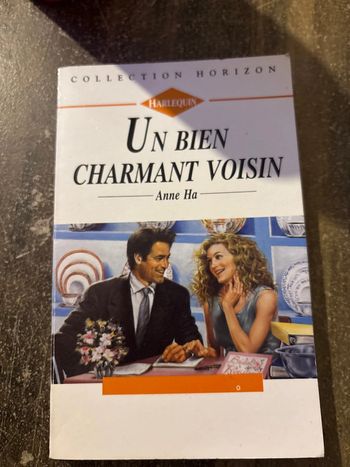 COLLECTION HORIZON
HARLEQUIN
UN BIEN
CHARMANT VOISIN
Anne Ha